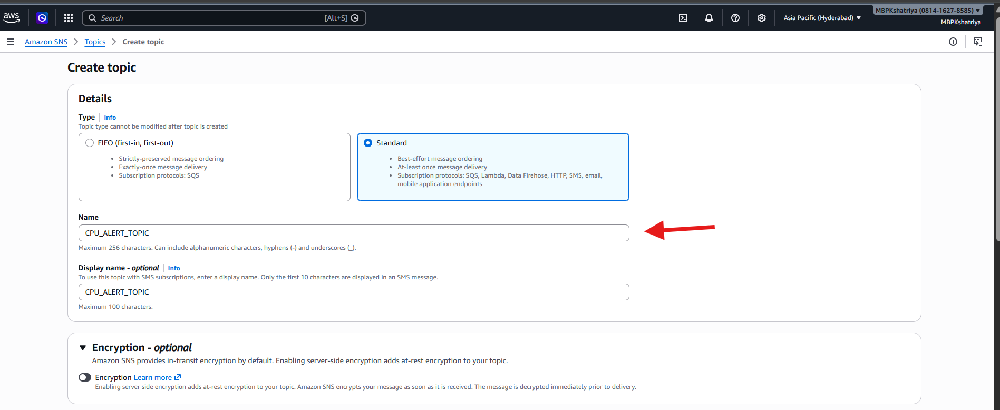 aws
Search [Alt+S]
Asia Pacific (Hyderabad)
MBPKshatriya (0814-1627-8585)
MBPKshatriya
Amazon SNS > Topics > Create topic
Create topic
Details
Type Info
Topic type cannot be modified after topic is created
FIFO (first-in, first-out)
• Strictly-preserved message ordering
• Exactly-once message delivery
• Subscription protocols: SQS
Standard
• Best-effort message ordering
• At-least once message delivery
• Subscription protocols: SQS, Lambda, Data Firehose, HTTP, SMS, email,
mobile application endpoints
Name
CPU_ALERT_TOPIC
Maximum 256 characters. Can include alphanumeric characters, hyphens (-) and underscores (_).
Display name - optional Info
To use this topic with SMS subscriptions, enter a display name. Only the first 10 characters are displayed in an SMS message.
CPU_ALERT_TOPIC
Maximum 100 characters.
Encryption - optional
Amazon SNS provides in-transit encryption by default. Enabling server-side encryption adds at-rest encryption to your topic.
Encryption Learn more
Enabling server side encryption adds at-rest encryption to your topic. Amazon SNS encrypts your message as soon as it is received. The message is decrypted immediately prior to delivery.